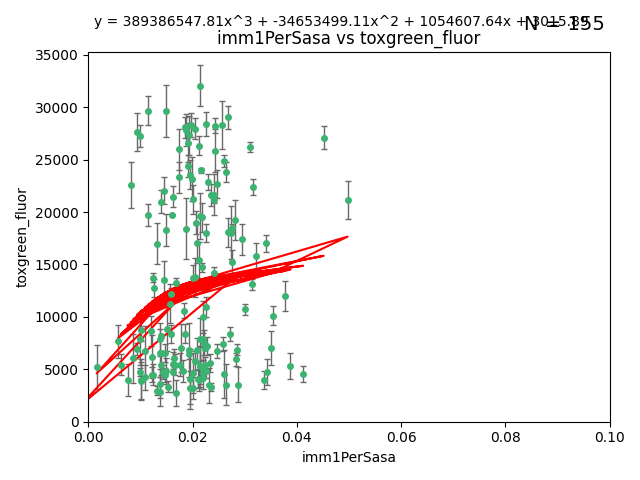 y = 389386547.81x^3 + -34653499.11x^2 + 1054607.64x +
N = 155
imm1PerSasa vs toxgreen_fluor
35000
30000
25000
20000
15000
10000
5000
0
toxgreen_fluor
0.00 0.02 0.04 0.06 0.08 0.10
imm1PerSasa